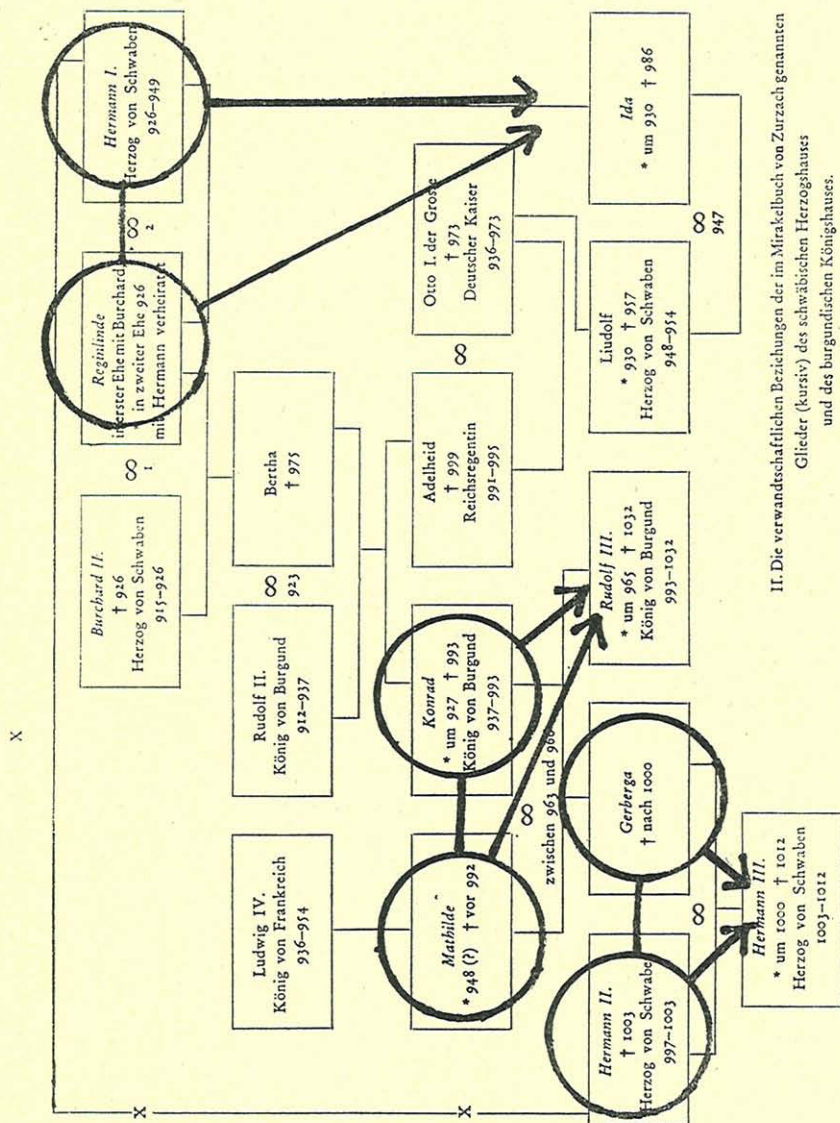 X
Burchard II.
† 926
Herzog von Schwaben
915–926
∞ 1
Reginlinde
in erster Ehe mit Burchard
in zweiter Ehe 926
mit Hermann verheiratet
∞ 2
Hermann I.
Herzog von Schwaben
926–949
Rudolf II.
König von Burgund
912–937
∞ 923
Bertha
† 975
Ludwig IV.
König von Frankreich
936–954
Mathilde
* 948 (?) † vor 992
∞
zwischen 963 und 966
Konrad
* um 927 † 993
König von Burgund
937–993
Adelheid
† 999
Reichsregentin
991–995
∞
Otto I. der Grosse
† 973
Deutscher Kaiser
936–973
X
X
Hermann II.
† 1003
Herzog von Schwabe
997–1003
∞
Gerberga
† nach 1000
Rudolf III.
* um 965 † 1032
König von Burgund
993–1032
Liudolf
* 930 † 957
Herzog von Schwaben
948–954
∞
947
Ida
* um 930 † 986
Hermann III.
* um 1000 † 1012
Herzog von Schwaben
1003–1012
II. Die verwandtschaftlichen Beziehungen der im Mirakelbuch von Zurzach genannten
Glieder (kursiv) des schwäbischen Herzogshauses
und des burgundischen Königshauses.